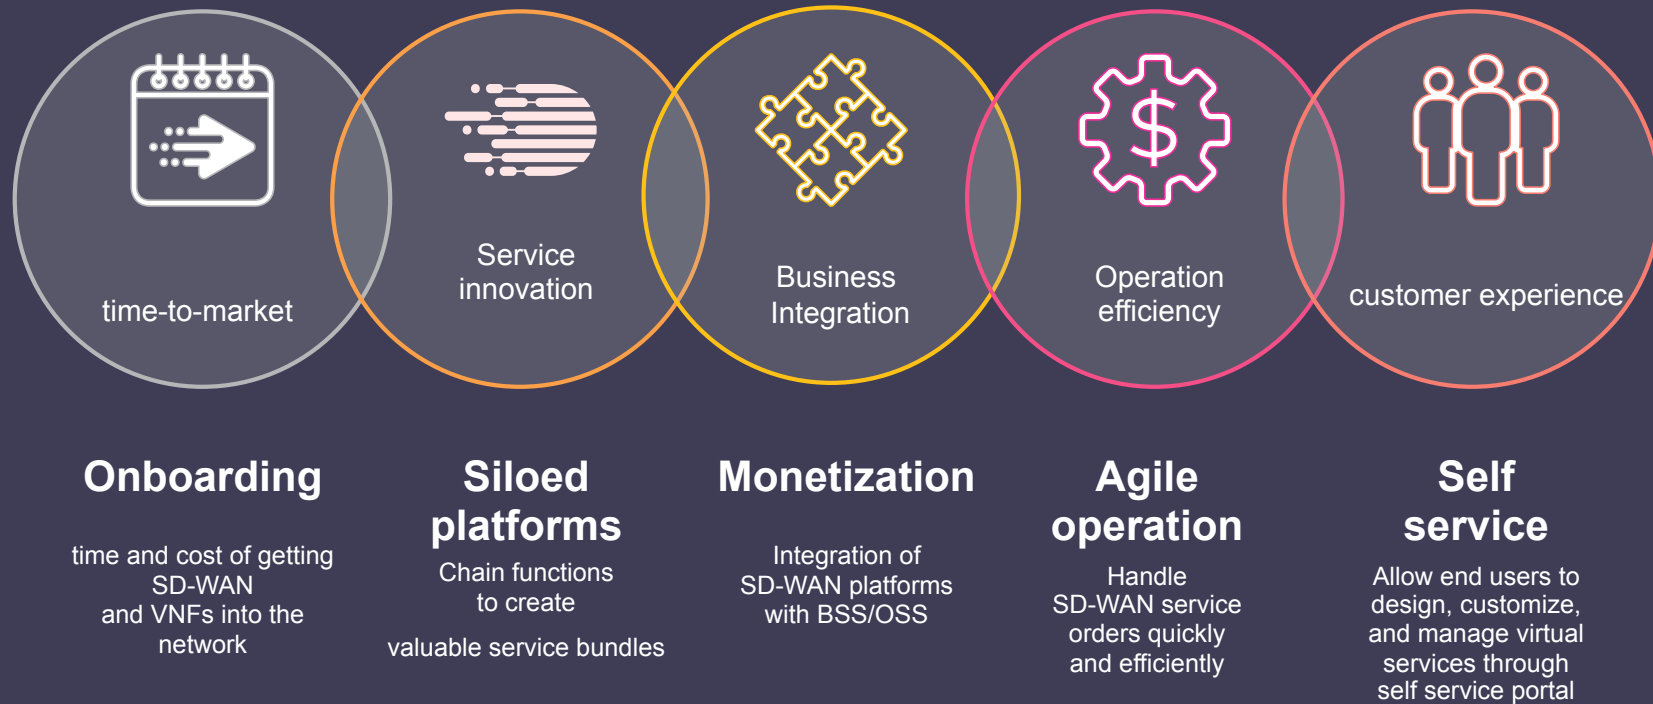 time-to-market
Service
innovation
Business
Integration
Operation
efficiency
customer experience
Onboarding
time and cost of getting
SD-WAN
and VNFs into the
network
Siloed
platforms
Chain functions
to create
valuable service bundles
Monetization
Integration of
SD-WAN platforms
with BSS/OSS
Agile
operation
Handle
SD-WAN service
orders quickly
and efficiently
Self
service
Allow end users to
design, customize,
and manage virtual
services through
self service portal